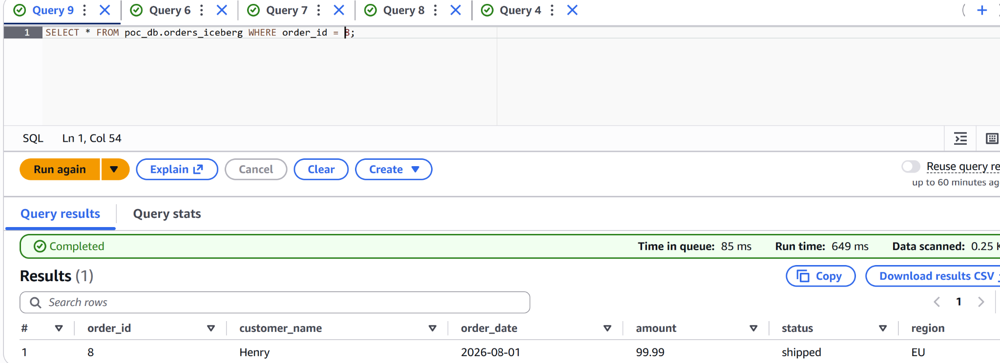 Query 9 Query 6 Query 7 Query 8 Query 4
1 SELECT * FROM poc_db.orders_iceberg WHERE order_id = 8;
SQL Ln 1, Col 54
Run again Explain Cancel Clear Create Reuse query re
up to 60 minutes ag
Query results Query stats
Completed Time in queue: 85 ms Run time: 649 ms Data scanned: 0.25 K
Results (1) Copy Download results CSV
Search rows 1
# order_id customer_name order_date amount status region
1 8 Henry 2026-08-01 99.99 shipped EU